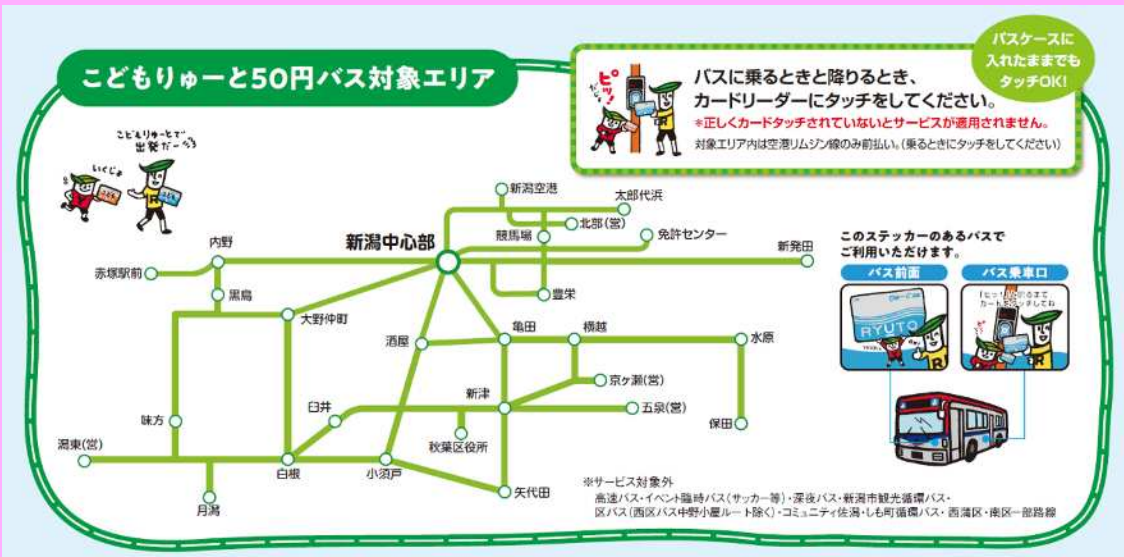 こどもりゅーと50円バス対象エリア
パスケースに
入れたままでも
タッチOK!
ピッ!
バスに乗るときと降りるとき、
カードリーダーにタッチをしてください。
*正しくカードタッチされていないとサービスが適用されません。
対象エリア内は空港リムジン線のみ前払い。(乗るときにタッチをしてください)
こどもりゅーとで
出発だー
いくじょ
こども
こども
新潟空港
太郎代浜
北部(営)
競馬場
免許センター
新潟中心部
新発田
内野
赤塚駅前
黒鳥
豊栄
大野仲町
酒屋
亀田
横越
水原
京ヶ瀬(営)
新津
臼井
五泉(営)
味方
保田
秋葉区役所
潟東(営)
白根
小須戸
矢代田
月潟
このステッカーのあるバスで
ご利用いただけます。
バス前面
バス乗車口
RYUTO
カードをタッチしてね
※サービス対象外
高速バス・イベント臨時バス(サッカー等)・深夜バス・新潟市観光循環バス・
区バス(西区バス中野小屋ルート除く)・コミュニティ佐潟・しも町循環バス・西蒲区・南区一部路線